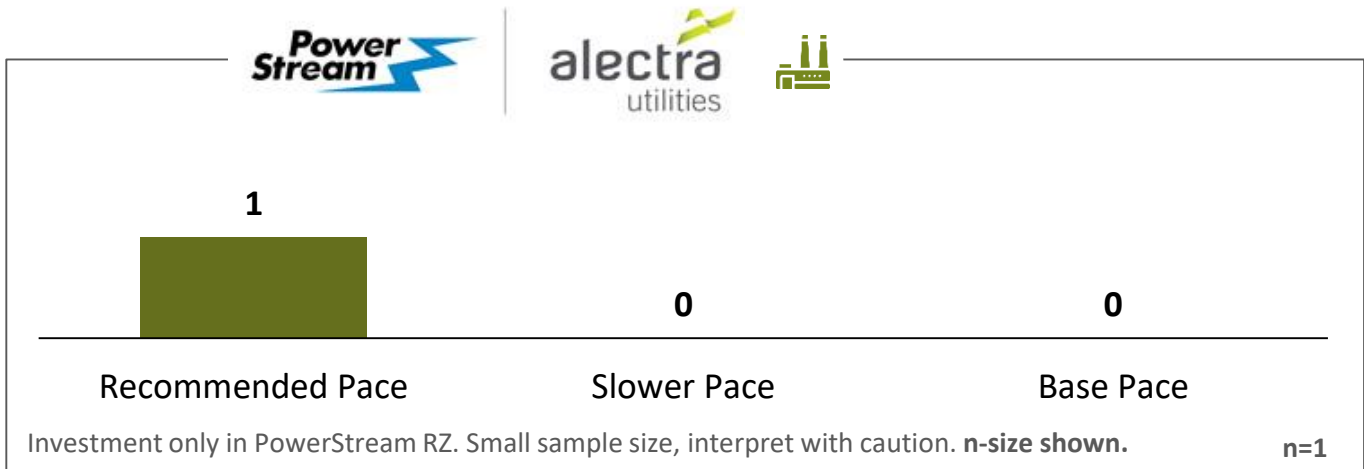 Power
Stream
alectra
utilities
1
0
0
Recommended Pace
Slower Pace
Base Pace
Investment only in PowerStream RZ. Small sample size, interpret with caution. n-size shown.
n=1